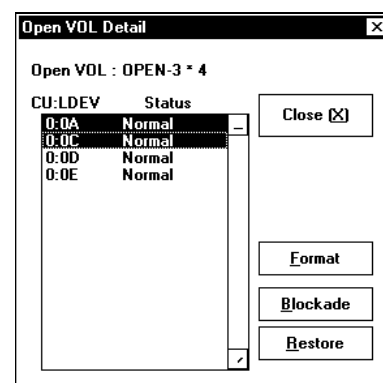 Open VOL Detail
Open VOL : OPEN-3 * 4
CU:LDEV Status
0:0A Normal
0:0C Normal
0:0D Normal
0:0E Normal
Close (X)
Format
Blockade
Restore